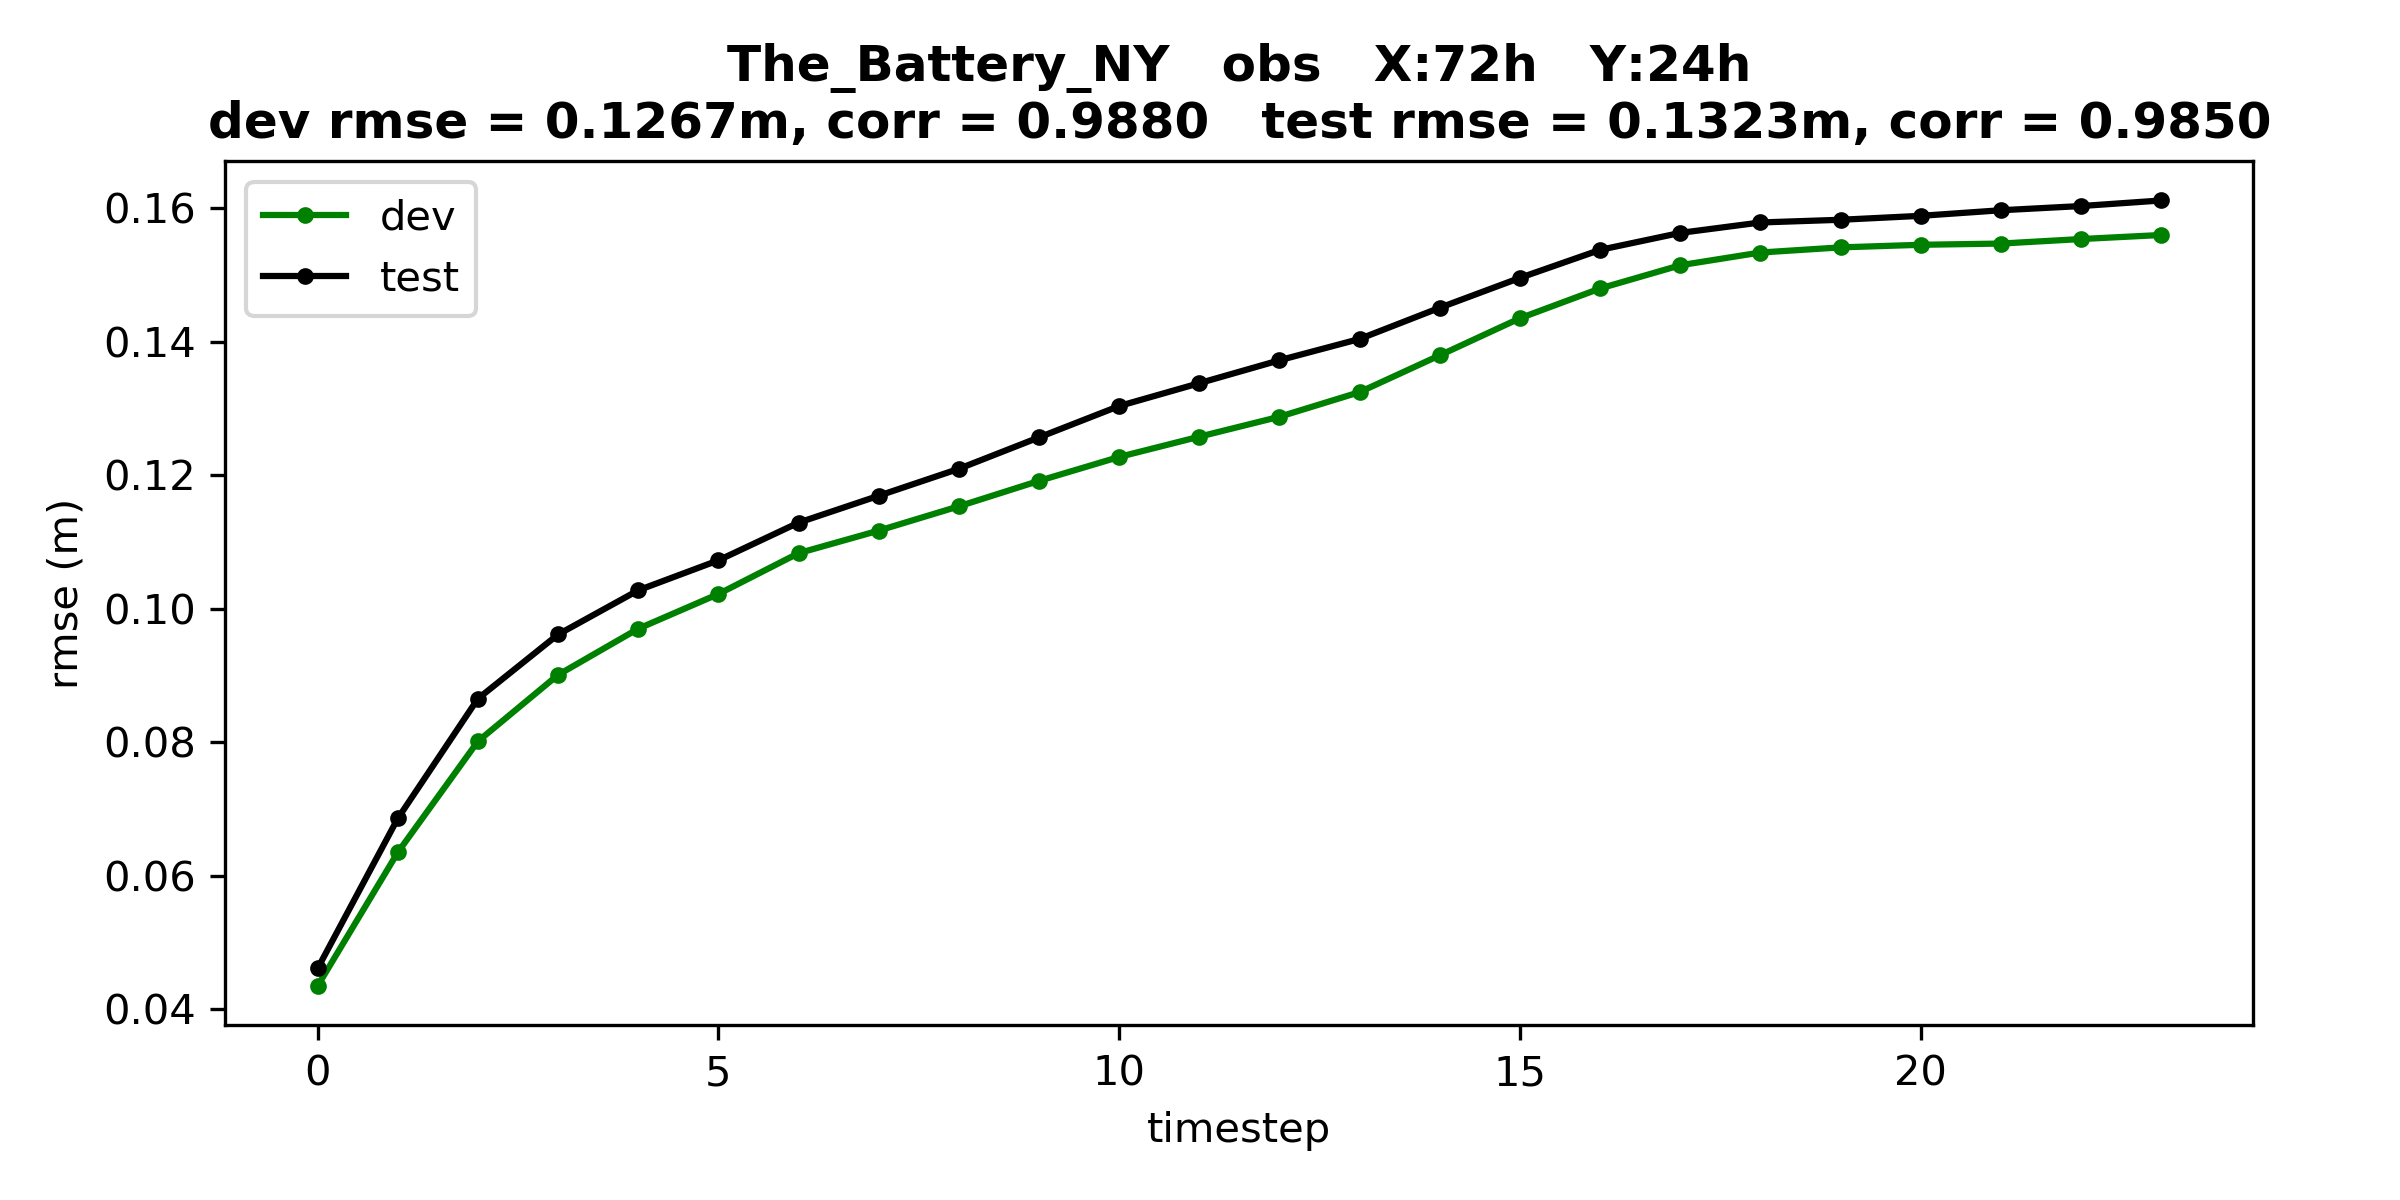 The_Battery_NY obs X:72h Y:24h
dev rmse = 0.1267m, corr = 0.9880 test rmse = 0.1323m, corr = 0.9850
dev
test
0.16
0.14
0.12
0.10
0.08
0.06
0.04
rmse (m)
0 5 10 15 20
timestep